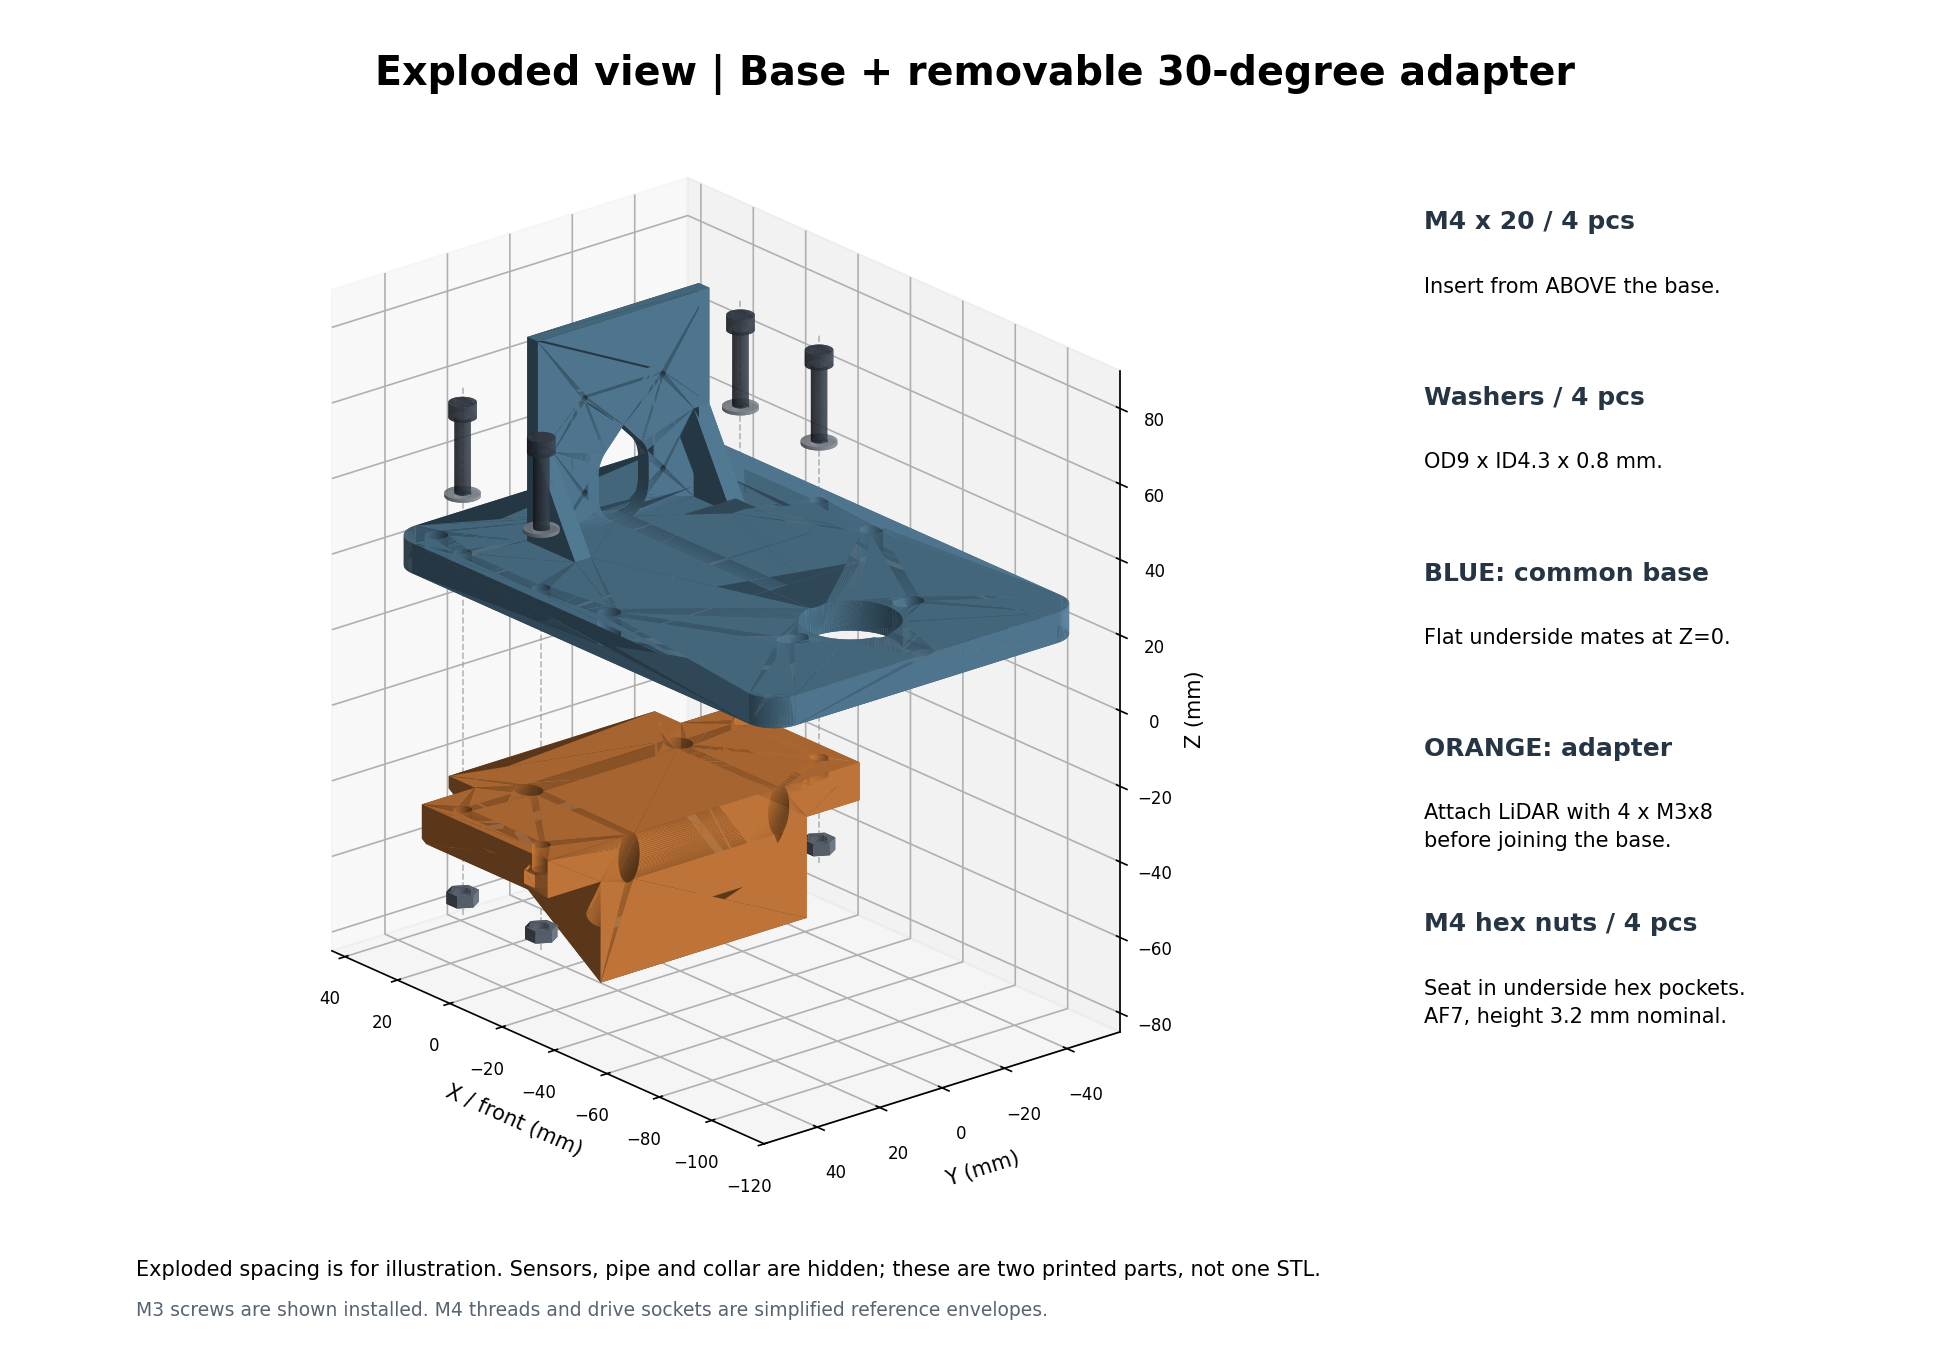 Exploded view | Base + removable 30-degree adapter
M4 x 20 / 4 pcs
Insert from ABOVE the base.
Washers / 4 pcs
OD9 x ID4.3 x 0.8 mm.
BLUE: common base
Flat underside mates at Z=0.
ORANGE: adapter
Attach LiDAR with 4 x M3x8
before joining the base.
M4 hex nuts / 4 pcs
Seat in underside hex pockets.
AF7, height 3.2 mm nominal.
80
60
40
20
0
−20
−40
−60
−80
Z (mm)
40
20
0
−20
−40
−60
−80
−100
−120
X / front (mm)
40
20
0
−20
−40
Y (mm)
Exploded spacing is for illustration. Sensors, pipe and collar are hidden; these are two printed parts, not one STL.
M3 screws are shown installed. M4 threads and drive sockets are simplified reference envelopes.